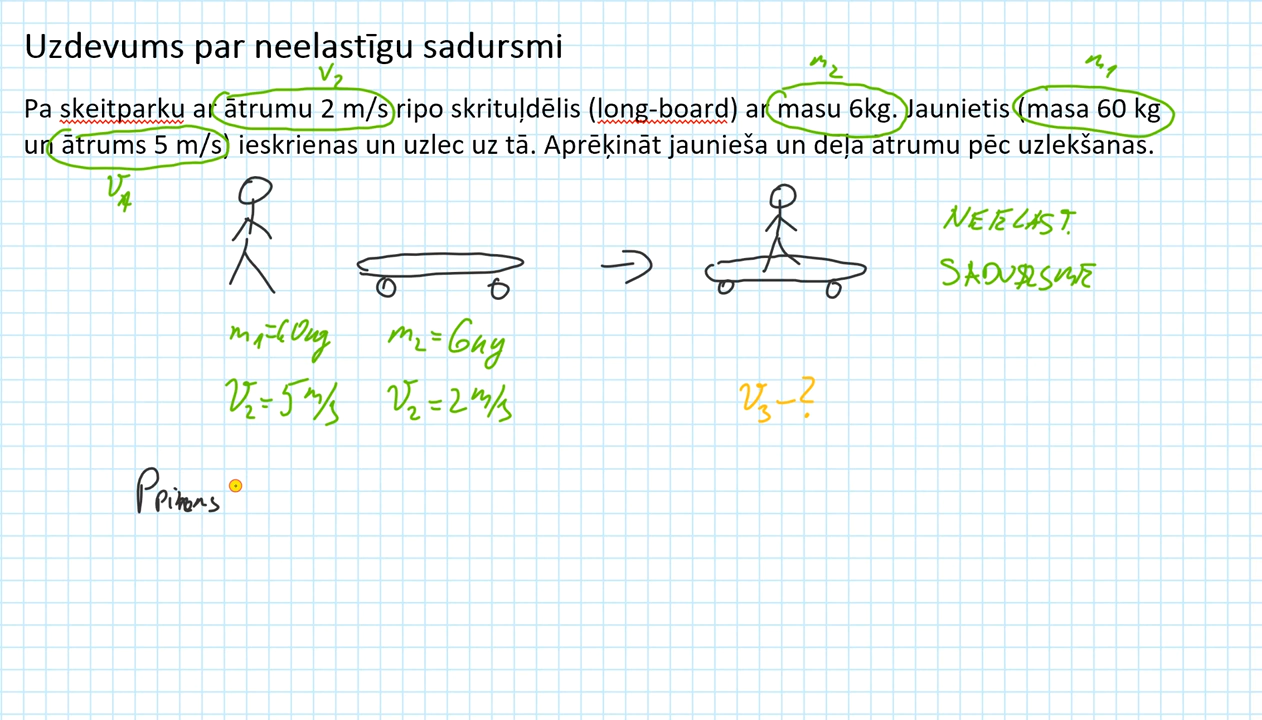 Uzdevums par neelastīgu sadursmi
V₂ m₂ m₁
Pa skeitparku ar ātrumu 2 m/s ripo skrituļdēlis (long-board) ar masu 6kg. Jaunietis (masa 60 kg
un ātrums 5 m/s) ieskrienas un uzlec uz tā. Aprēķināt jaunieša un deļa ātrumu pēc uzlekšanas.
V₁
NEELAST.
SADURSME
m₁=60kg m₂=6kg
V₂=5m/s V₂=2m/s V₃-?
Ppirms